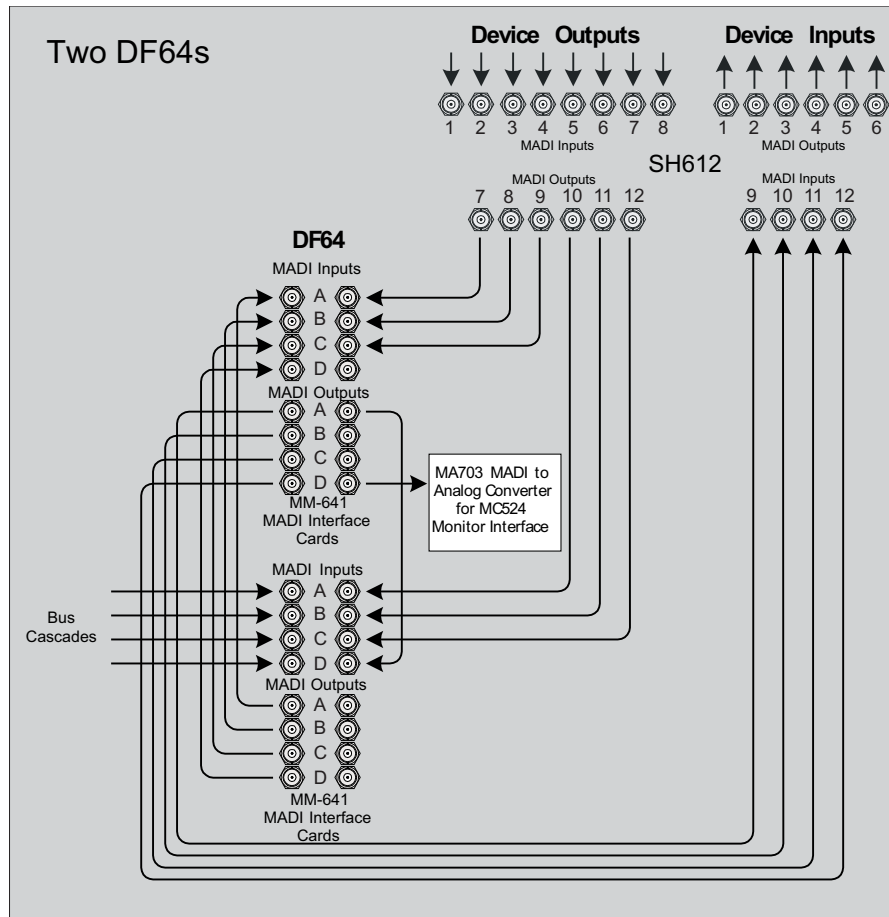 Two DF64s
Device Outputs
Device Inputs
1 2 3 4 5 6 7 8
MADI Inputs
1 2 3 4 5 6
MADI Outputs
SH612
MADI Outputs
7 8 9 10 11 12
MADI Inputs
9 10 11 12
DF64
MADI Inputs
A
B
C
D
MADI Outputs
A
B
C
D
MM-641
MADI Interface
Cards
MA703 MADI to
Analog Converter
for MC524
Monitor Interface
MADI Inputs
A
B
C
D
Bus
Cascades
MADI Outputs
A
B
C
D
MM-641
MADI Interface
Cards